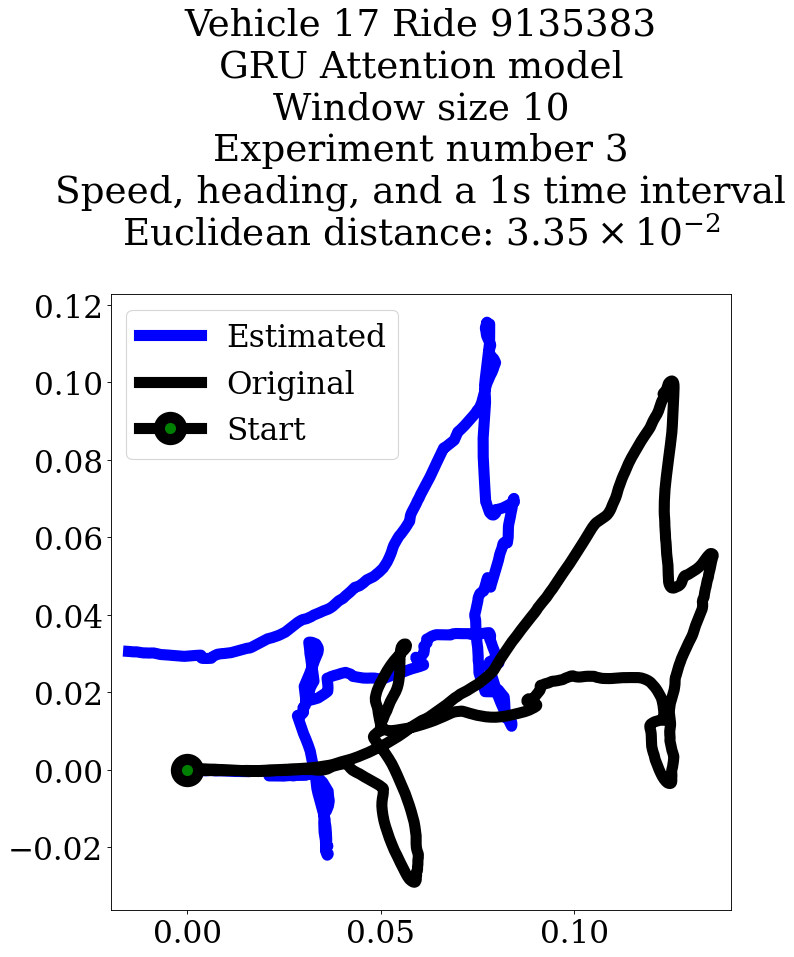 Vehicle 17 Ride 9135383
GRU Attention model
Window size 10
Experiment number 3
Speed, heading, and a 1s time interval
Euclidean distance: 3.35 × 10⁻²
0.12
0.10
0.08
0.06
0.04
0.02
0.00
−0.02
Estimated
Original
Start
0.00 0.05 0.10